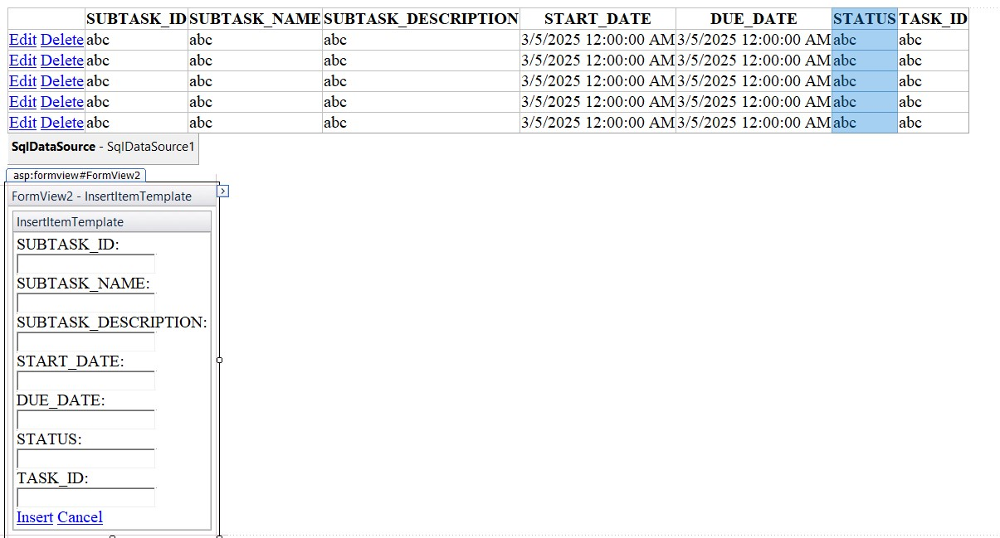 SUBTASK_ID SUBTASK_NAME SUBTASK_DESCRIPTION START_DATE DUE_DATE STATUS TASK_ID
Edit Delete abc abc abc 3/5/2025 12:00:00 AM 3/5/2025 12:00:00 AM abc abc
Edit Delete abc abc abc 3/5/2025 12:00:00 AM 3/5/2025 12:00:00 AM abc abc
Edit Delete abc abc abc 3/5/2025 12:00:00 AM 3/5/2025 12:00:00 AM abc abc
Edit Delete abc abc abc 3/5/2025 12:00:00 AM 3/5/2025 12:00:00 AM abc abc
Edit Delete abc abc abc 3/5/2025 12:00:00 AM 3/5/2025 12:00:00 AM abc abc
SqlDataSource - SqlDataSource1
asp:formview#FormView2
FormView2 - InsertItemTemplate
InsertItemTemplate
SUBTASK_ID:
SUBTASK_NAME:
SUBTASK_DESCRIPTION:
START_DATE:
DUE_DATE:
STATUS:
TASK_ID:
Insert Cancel